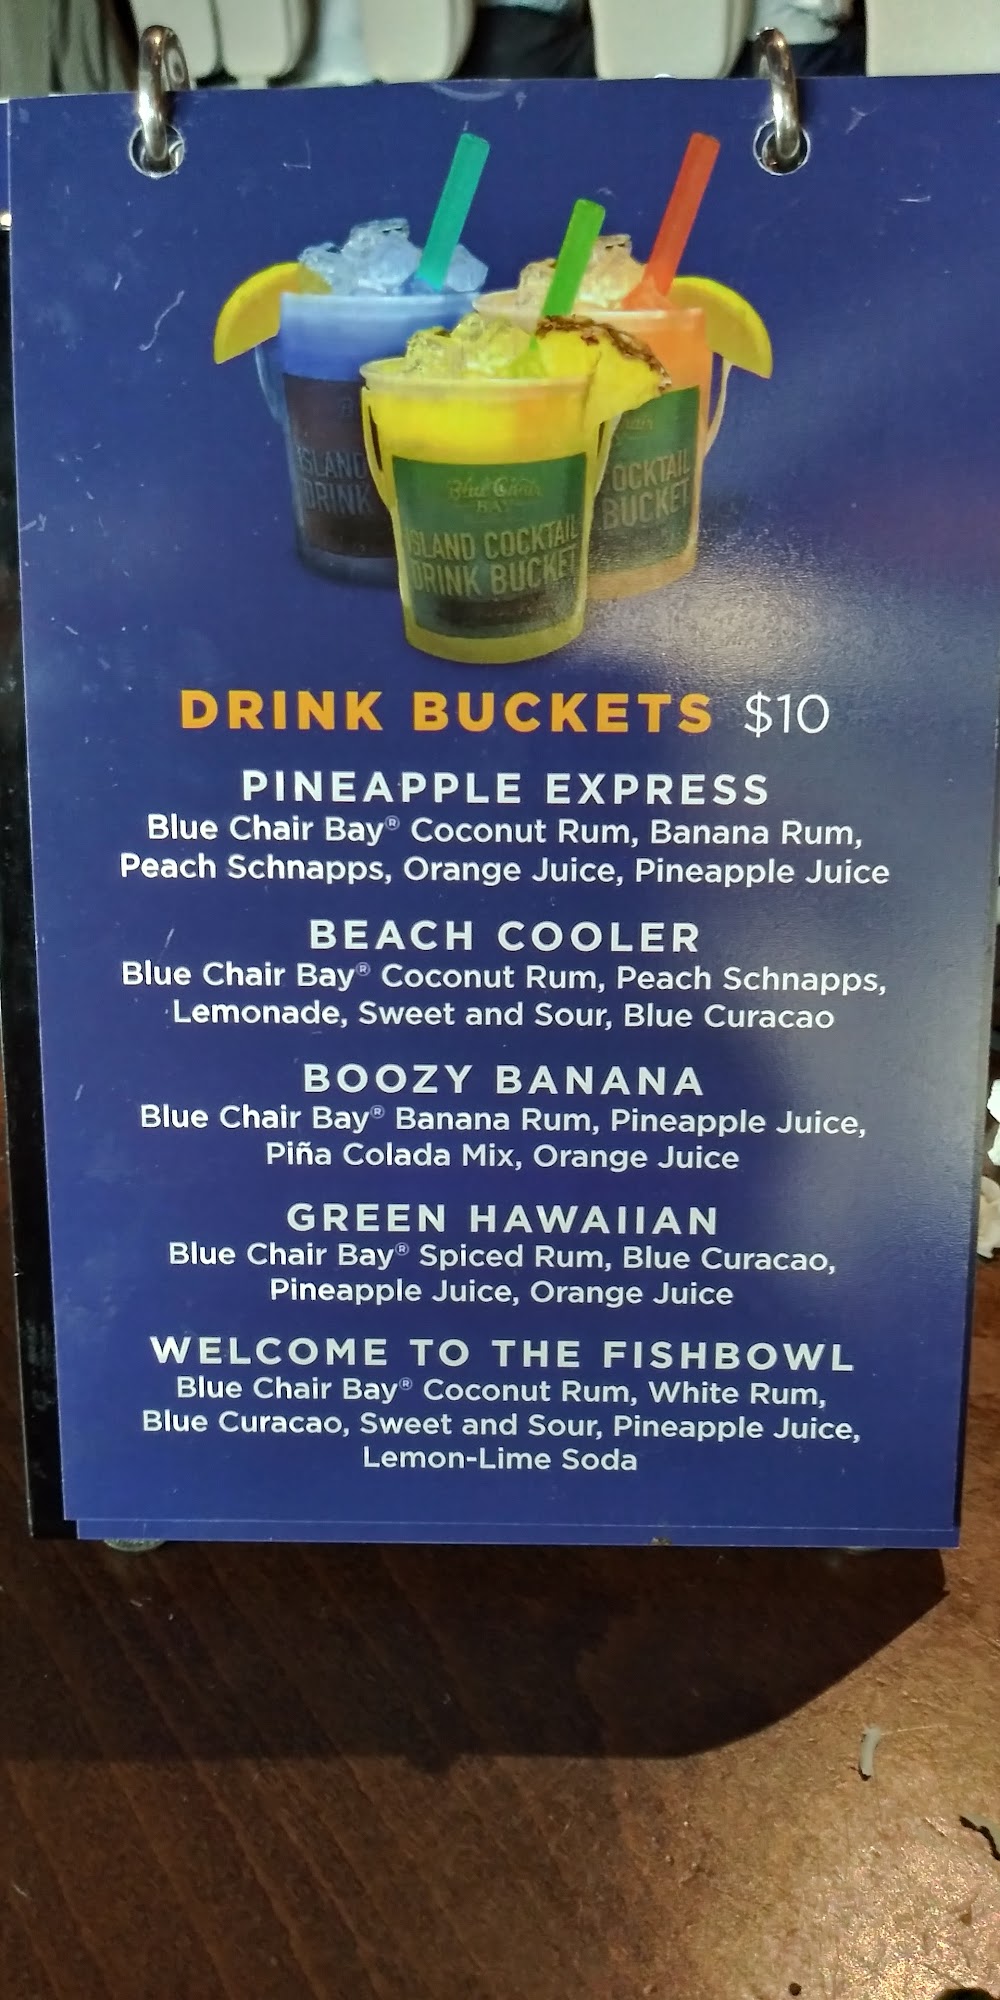 ISLAND
DRINK
Blue Chair
BAY
ISLAND COCKTAIL
DRINK BUCKET
OCKTAIL
BUCKET
DRINK BUCKETS $10
PINEAPPLE EXPRESS
Blue Chair Bay® Coconut Rum, Banana Rum,
Peach Schnapps, Orange Juice, Pineapple Juice
BEACH COOLER
Blue Chair Bay® Coconut Rum, Peach Schnapps,
Lemonade, Sweet and Sour, Blue Curacao
BOOZY BANANA
Blue Chair Bay® Banana Rum, Pineapple Juice,
Piña Colada Mix, Orange Juice
GREEN HAWAIIAN
Blue Chair Bay® Spiced Rum, Blue Curacao,
Pineapple Juice, Orange Juice
WELCOME TO THE FISHBOWL
Blue Chair Bay® Coconut Rum, White Rum,
Blue Curacao, Sweet and Sour, Pineapple Juice,
Lemon-Lime Soda